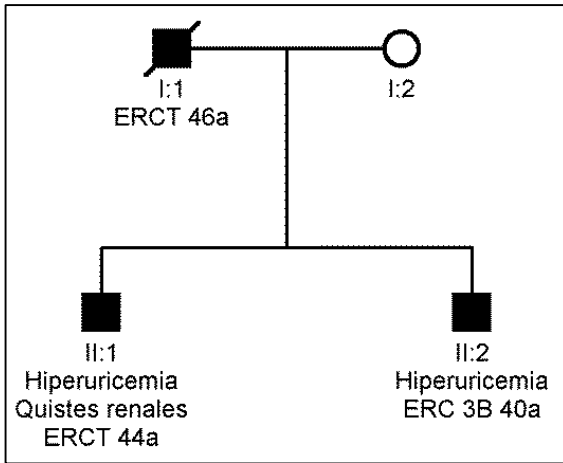 I:1
ERCT 46a
I:2
II:1
Hiperuricemia
Quistes renales
ERCT 44a
II:2
Hiperuricemia
ERC 3B 40a